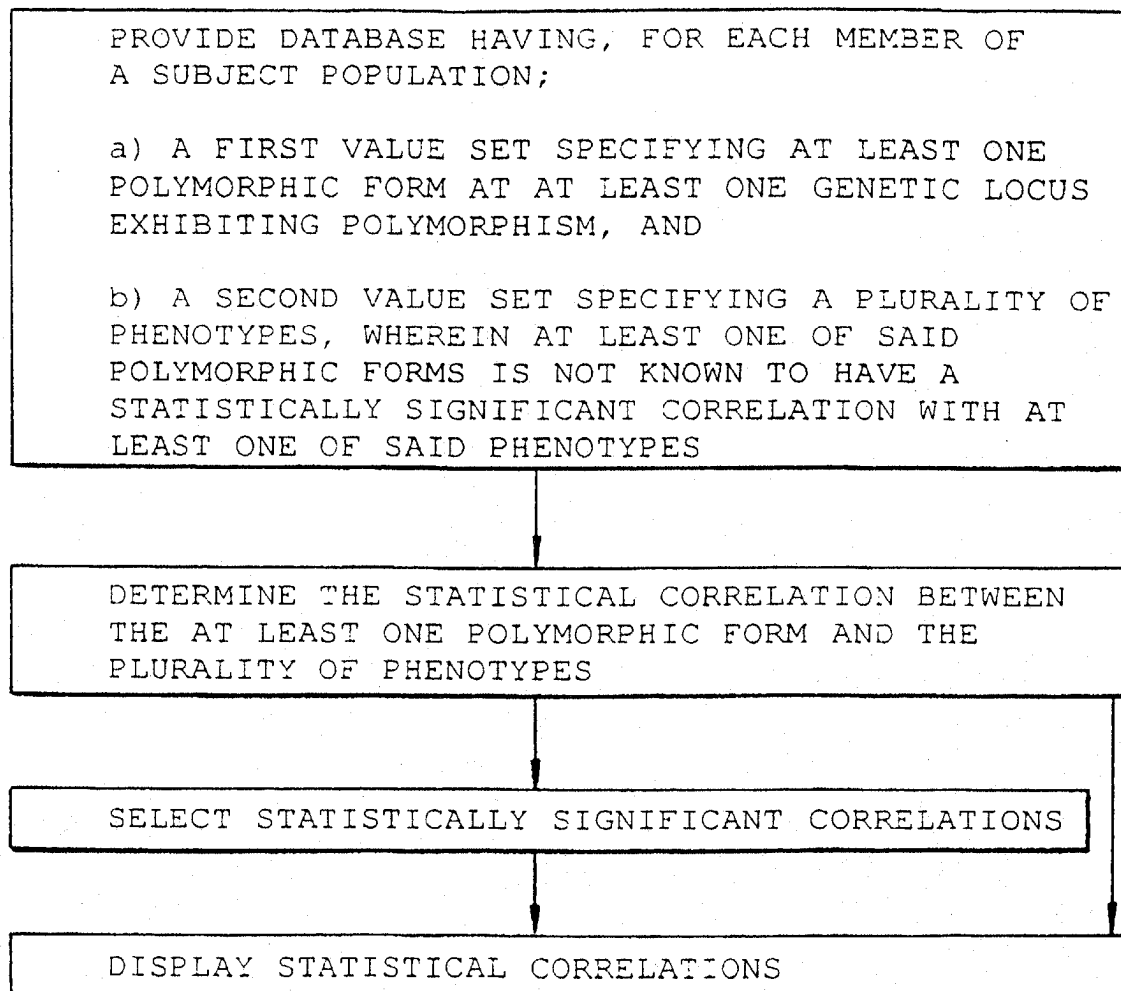 PROVIDE DATABASE HAVING, FOR EACH MEMBER OF
A SUBJECT POPULATION;
a) A FIRST VALUE SET SPECIFYING AT LEAST ONE
POLYMORPHIC FORM AT AT LEAST ONE GENETIC LOCUS
EXHIBITING POLYMORPHISM, AND
b) A SECOND VALUE SET SPECIFYING A PLURALITY OF
PHENOTYPES, WHEREIN AT LEAST ONE OF SAID
POLYMORPHIC FORMS IS NOT KNOWN TO HAVE A
STATISTICALLY SIGNIFICANT CORRELATION WITH AT
LEAST ONE OF SAID PHENOTYPES
DETERMINE THE STATISTICAL CORRELATION BETWEEN
THE AT LEAST ONE POLYMORPHIC FORM AND THE
PLURALITY OF PHENOTYPES
SELECT STATISTICALLY SIGNIFICANT CORRELATIONS
DISPLAY STATISTICAL CORRELATIONS